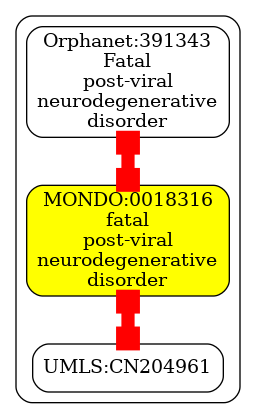 Orphanet:391343
Fatal
post-viral
neurodegenerative
disorder
MONDO:0018316
fatal
post-viral
neurodegenerative
disorder
UMLS:CN204961